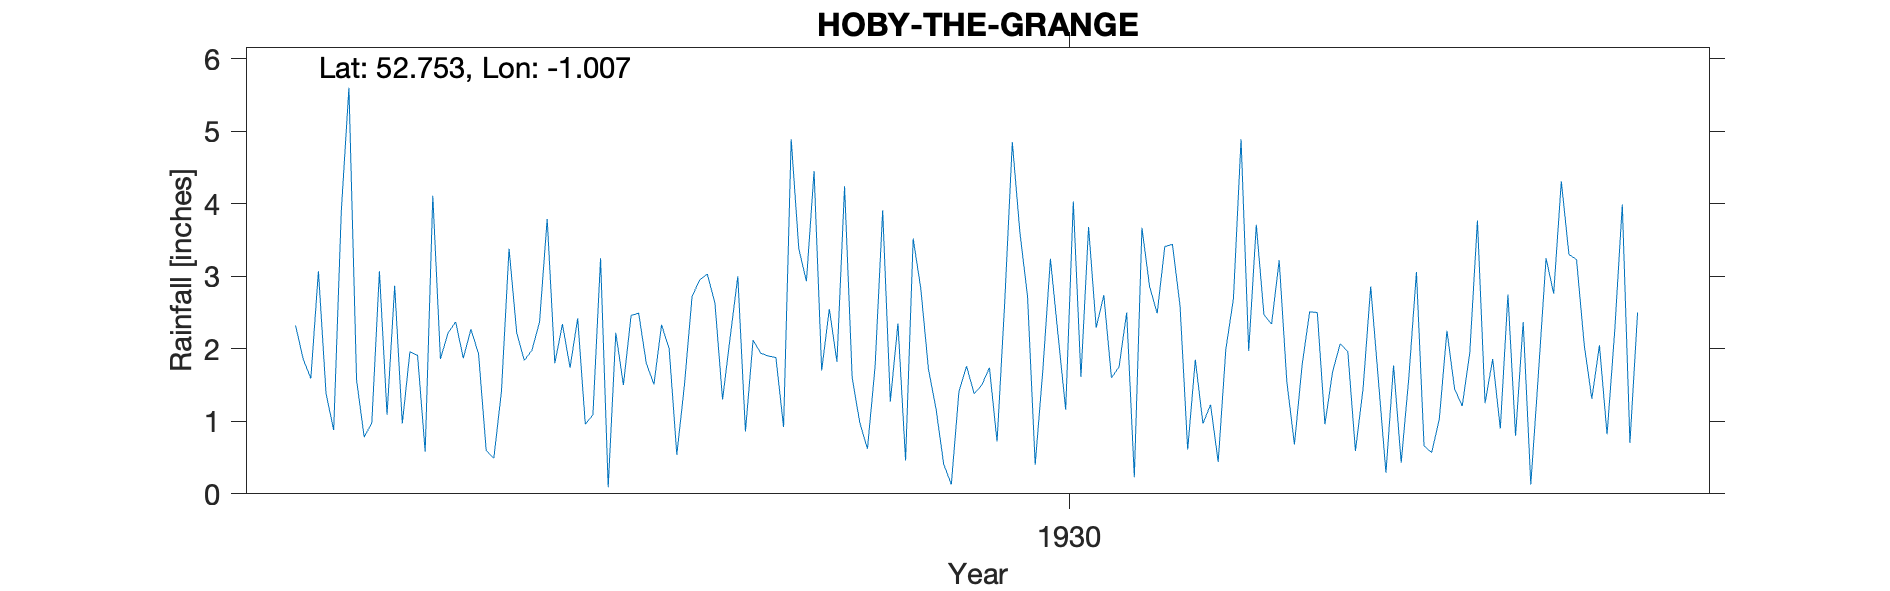 HOBY-THE-GRANGE
Lat: 52.753, Lon: -1.007
6
5
4
3
2
1
0
Rainfall [inches]
1930
Year